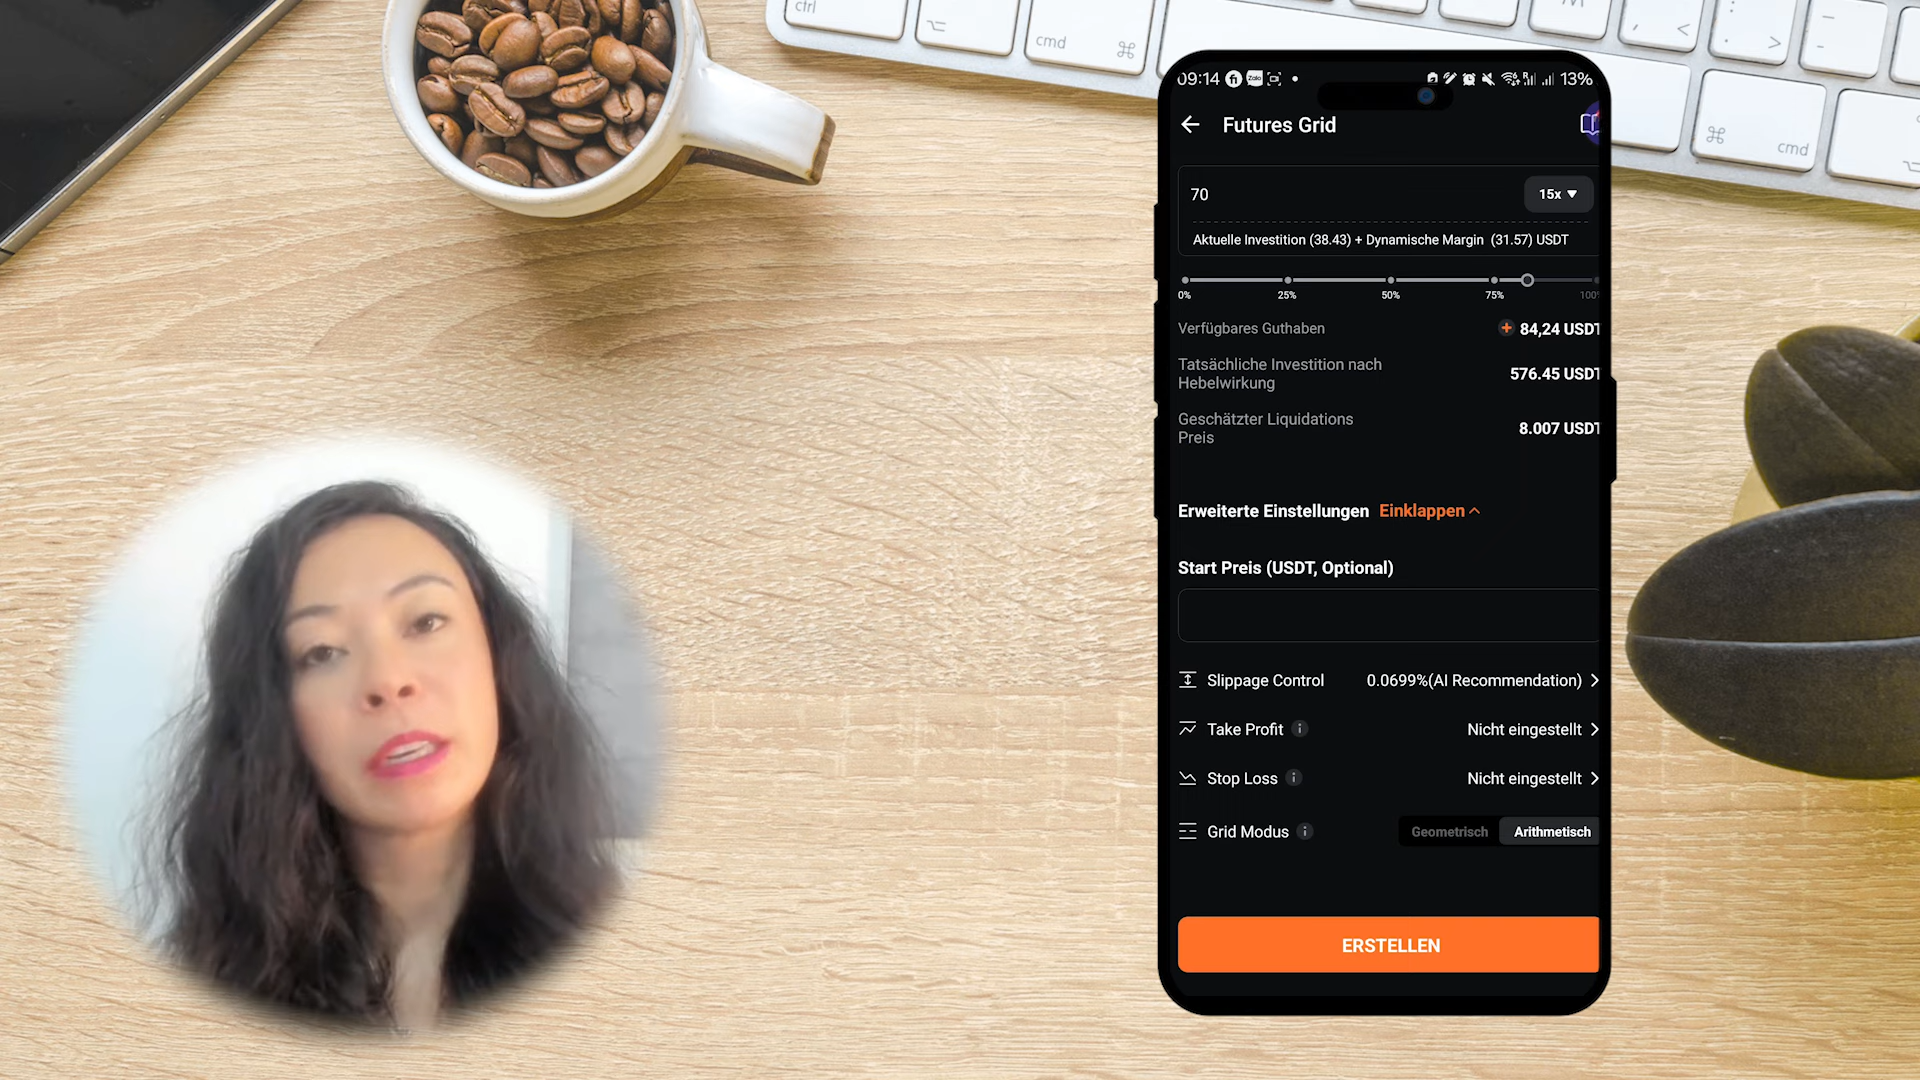 ctrl
cmd
cmd
09:14
13%
Futures Grid
70
15x
Aktuelle Investition (38.43) + Dynamische Margin (31.57) USDT
0%
25%
50%
75%
100
Verfügbares Guthaben
84,24 USDT
Tatsächliche Investition nach
Hebelwirkung
576.45 USDT
Geschätzter Liquidations
Preis
8.007 USDT
Erweiterte Einstellungen Einklappen
Start Preis (USDT, Optional)
Slippage Control
0.0699%(AI Recommendation)
Take Profit
Nicht eingestellt
Stop Loss
Nicht eingestellt
Grid Modus
Geometrisch
Arithmetisch
ERSTELLEN